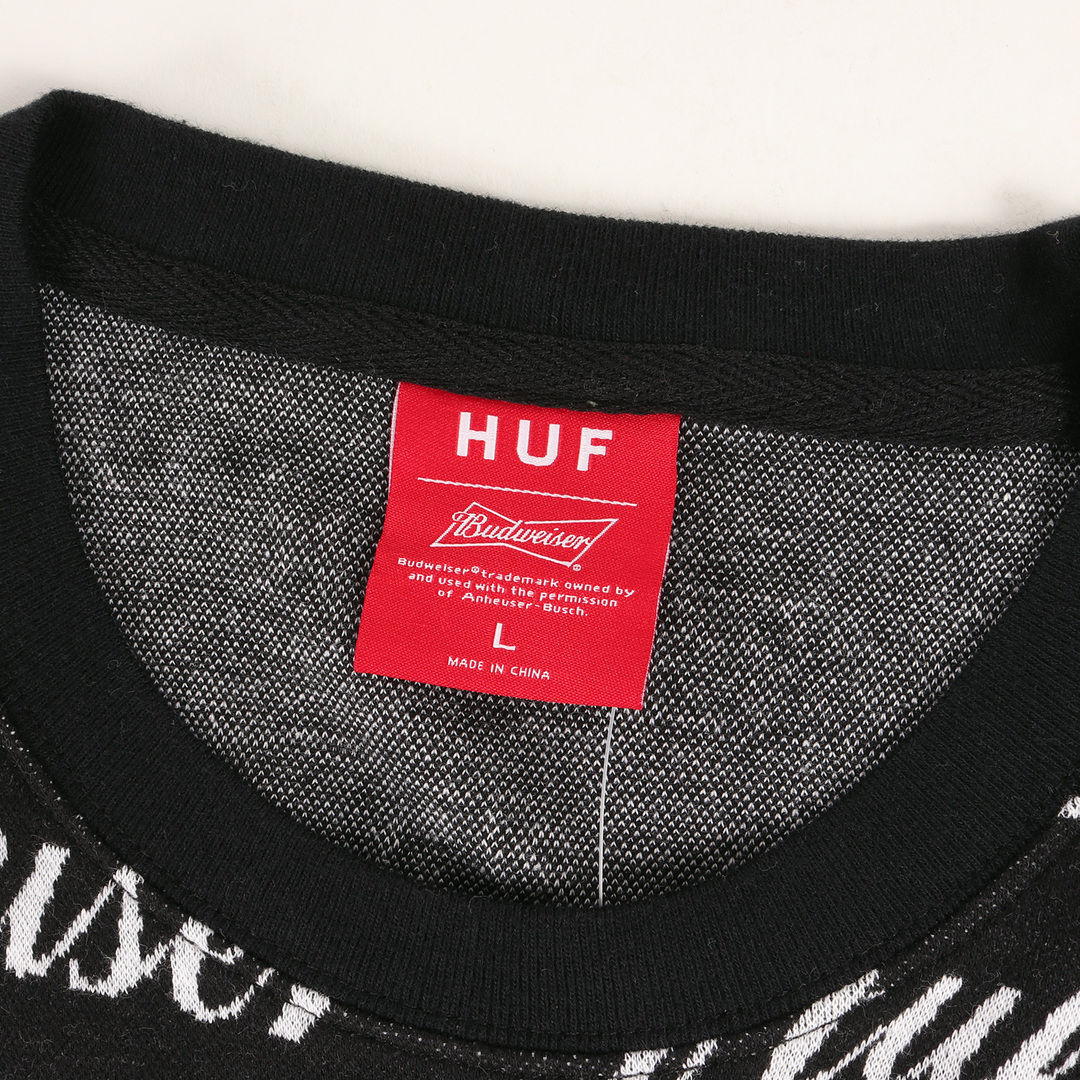 HUF
Budweiser®
Budweiser® trademark owned by
and used with the permission
of Anheuser-Busch.
L
MADE IN CHINA